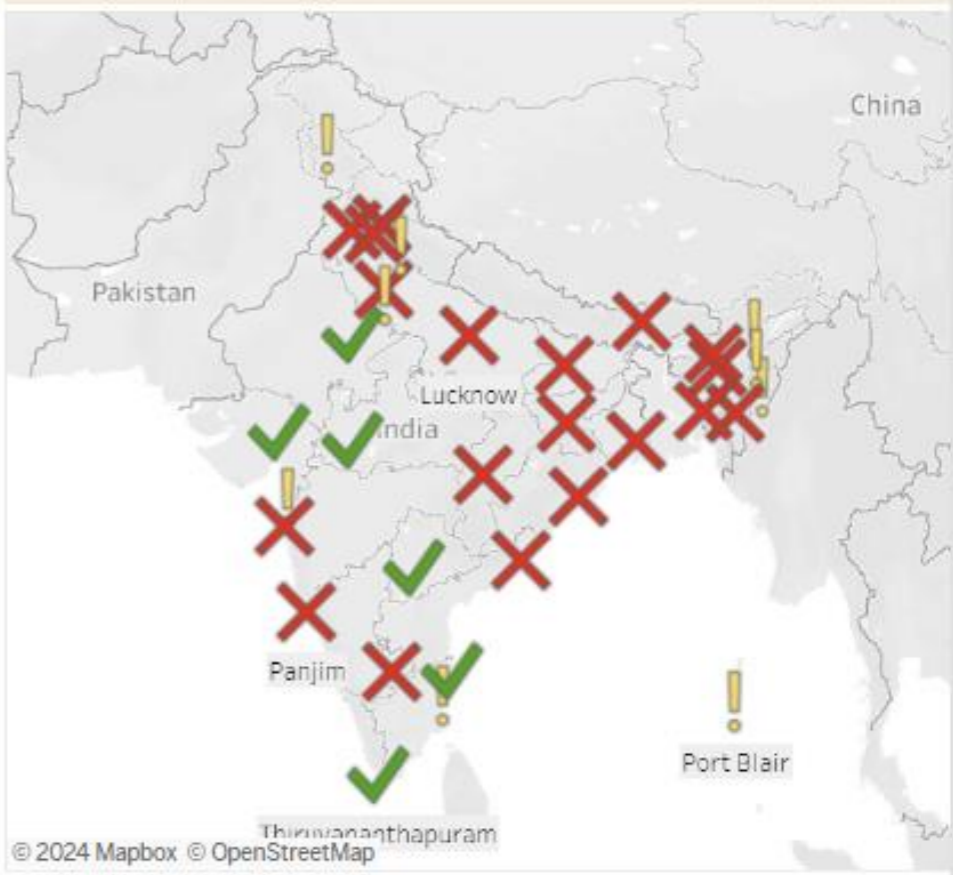 China
Pakistan
Lucknow
India
Panjim
Port Blair
Thiruvananthapuram
© 2024 Mapbox © OpenStreetMap